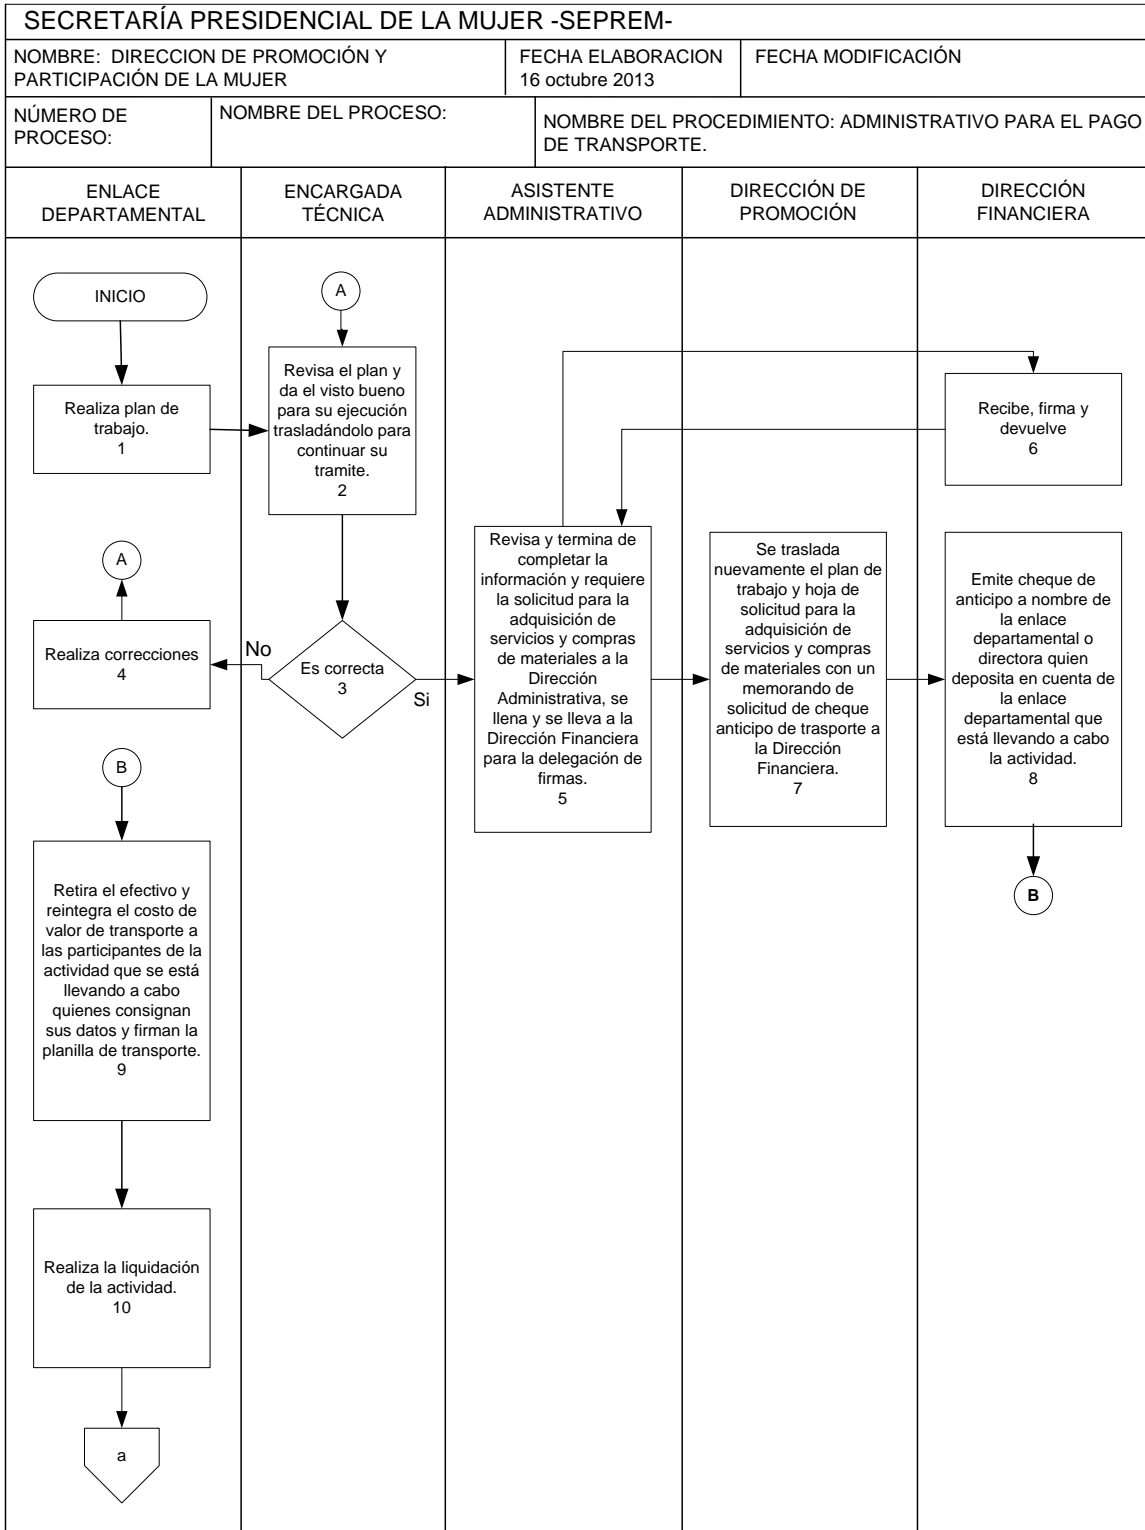 SECRETARÍA PRESIDENCIAL DE LA MUJER -SEPREM-
NOMBRE: DIRECCION DE PROMOCIÓN Y
PARTICIPACIÓN DE LA MUJER
FECHA ELABORACION
16 octubre 2013
FECHA MODIFICACIÓN
NÚMERO DE
PROCESO:
NOMBRE DEL PROCESO:
NOMBRE DEL PROCEDIMIENTO: ADMINISTRATIVO PARA EL PAGO
DE TRANSPORTE.
ENLACE
DEPARTAMENTAL
ENCARGADA
TÉCNICA
ASISTENTE
ADMINISTRATIVO
DIRECCIÓN DE
PROMOCIÓN
DIRECCIÓN
FINANCIERA
INICIO
Realiza plan de
trabajo.
1
A
Revisa el plan y
da el visto bueno
para su ejecución
trasladándolo para
continuar su
tramite.
2
Es correcta
3
No
Si
A
Realiza correcciones
4
Revisa y termina de
completar la
información y requiere
la solicitud para la
adquisición de
servicios y compras
de materiales a la
Dirección
Administrativa, se
llena y se lleva a la
Dirección Financiera
para la delegación de
firmas.
5
Recibe, firma y
devuelve
6
Se traslada
nuevamente el plan de
trabajo y hoja de
solicitud para la
adquisición de
servicios y compras
de materiales con un
memorando de
solicitud de cheque
anticipo de trasporte a
la Dirección
Financiera.
7
Emite cheque de
anticipo a nombre de
la enlace
departamental o
directora quien
deposita en cuenta de
la enlace
departamental que
está llevando a cabo
la actividad.
8
B
B
Retira el efectivo y
reintegra el costo de
valor de transporte a
las participantes de la
actividad que se está
llevando a cabo
quienes consignan
sus datos y firman la
planilla de transporte.
9
Realiza la liquidación
de la actividad.
10
a